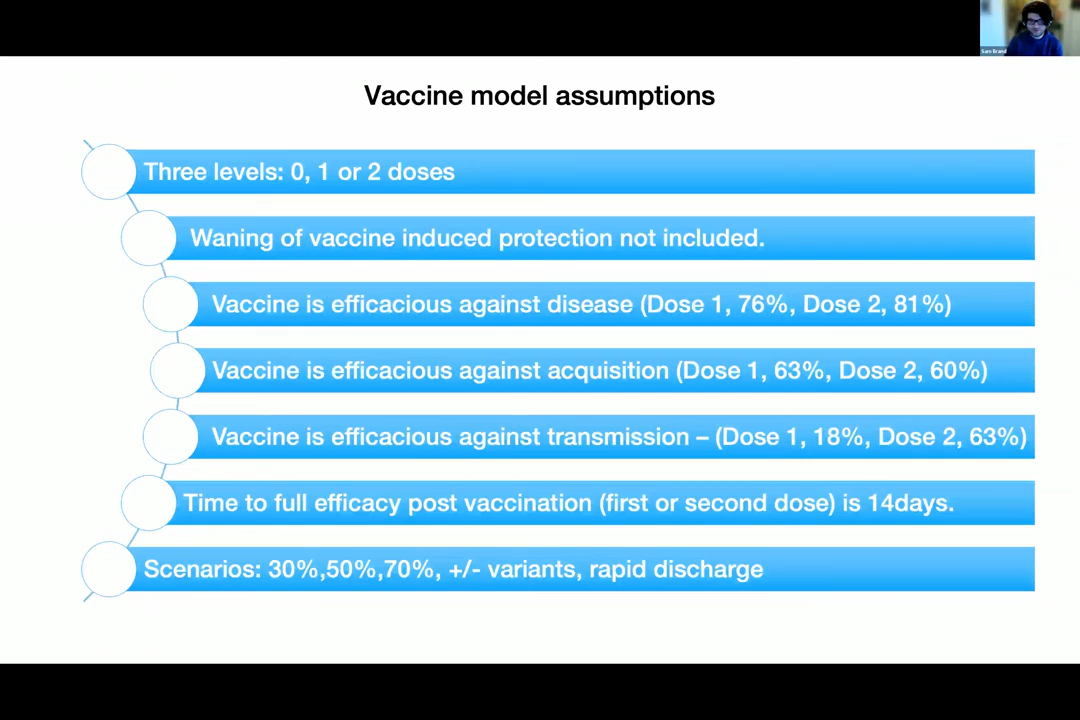 Sam Brand
Vaccine model assumptions
Three levels: 0, 1 or 2 doses
Waning of vaccine induced protection not included.
Vaccine is efficacious against disease (Dose 1, 76%, Dose 2, 81%)
Vaccine is efficacious against acquisition (Dose 1, 63%, Dose 2, 60%)
Vaccine is efficacious against transmission – (Dose 1, 18%, Dose 2, 63%)
Time to full efficacy post vaccination (first or second dose) is 14days.
Scenarios: 30%,50%,70%, +/- variants, rapid discharge